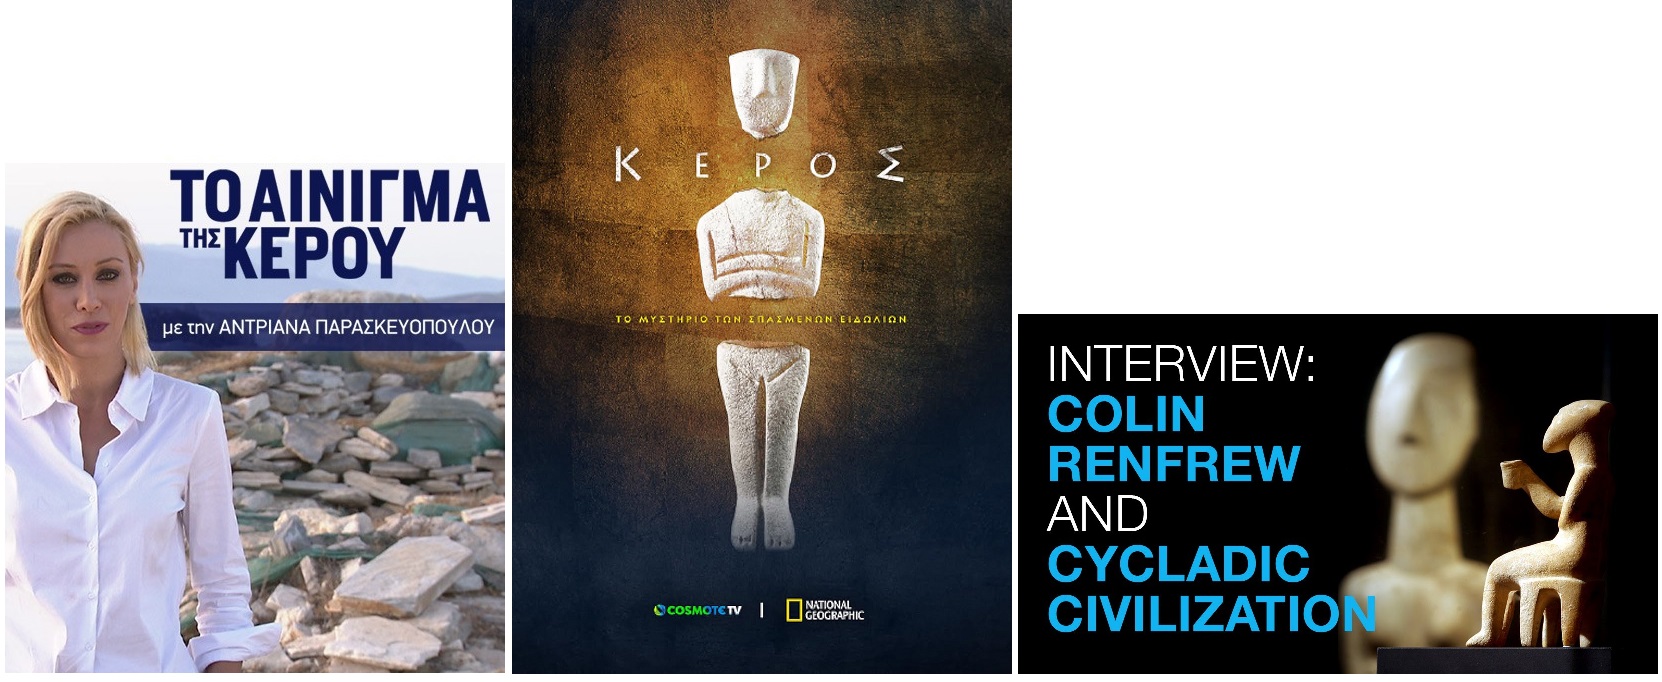 ΤΟ ΑΙΝΙΓΜΑ
ΤΗΣ ΚΕΡΟΥ
με την ΑΝΤΡΙΑΝΑ ΠΑΡΑΣΚΕΥΟΠΟΥΛΟΥ
ΚΕΡΟΣ
ΤΟ ΜΥΣΤΗΡΙΟ ΤΩΝ ΣΠΑΣΜΕΝΩΝ ΕΙΔΩΛΙΩΝ
COSMOTE TV | NATIONAL
GEOGRAPHIC
INTERVIEW:
COLIN
RENFREW
AND
CYCLADIC
CIVILIZATION